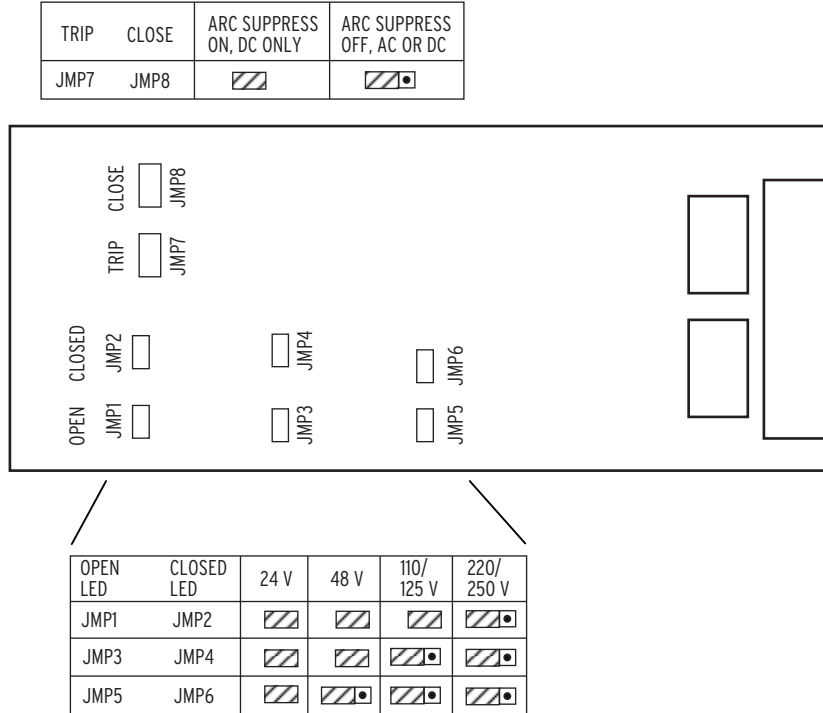 TRIP CLOSE ARC SUPPRESS ON, DC ONLY ARC SUPPRESS OFF, AC OR DC
JMP7 JMP8
CLOSE JMP8
TRIP JMP7
CLOSED JMP2 JMP4 JMP6
OPEN JMP1 JMP3 JMP5
OPEN LED CLOSED LED 24 V 48 V 110/ 125 V 220/ 250 V
JMP1 JMP2
JMP3 JMP4
JMP5 JMP6